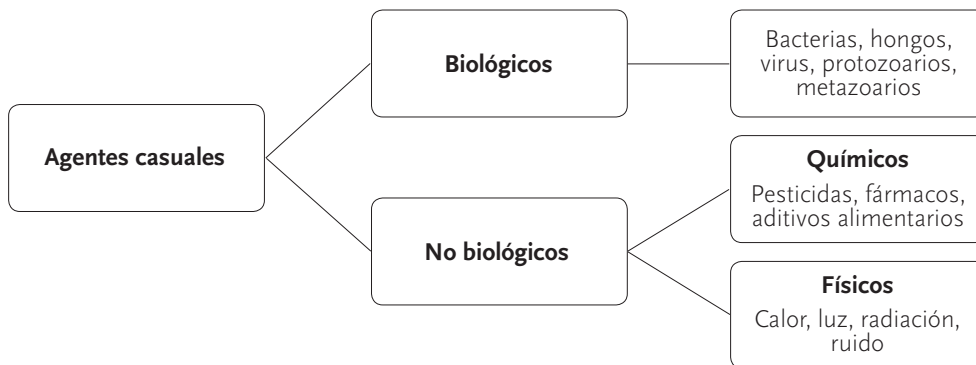 Agentes casuales
Biológicos
Bacterias, hongos,
virus, protozoarios,
metazoarios
No biológicos
Químicos
Pesticidas, fármacos,
aditivos alimentarios
Físicos
Calor, luz, radiación,
ruido